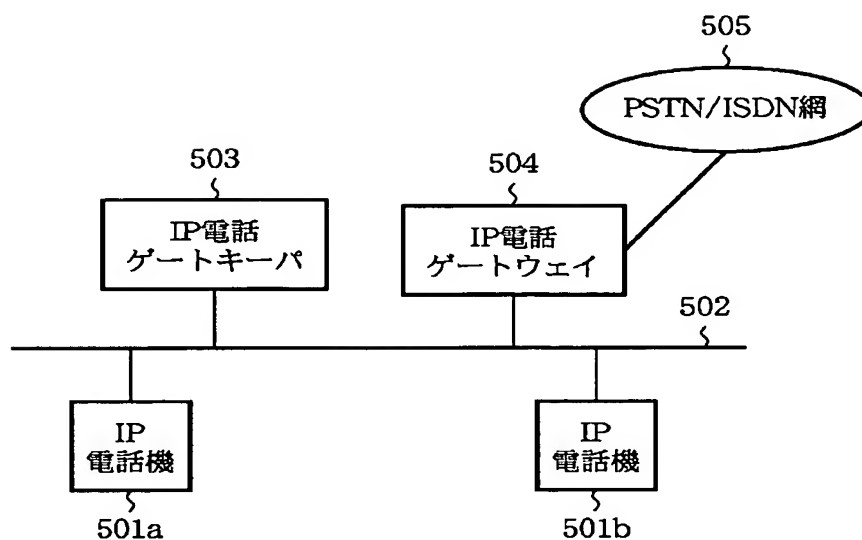 505
PSTN/ISDN網
503
504
IP電話
ゲートキーパ
IP電話
ゲートウェイ
502
IP
電話機
IP
電話機
501a
501b